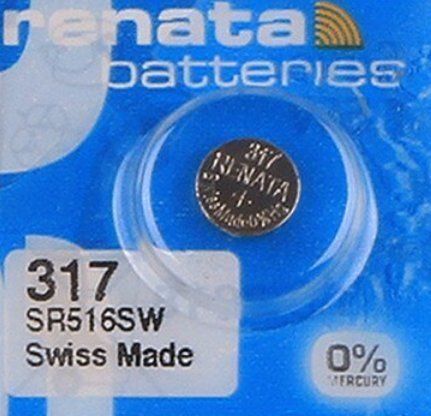 renata
batteries
317
RENATA
317
SR516SW
Swiss Made
0%
MERCURY